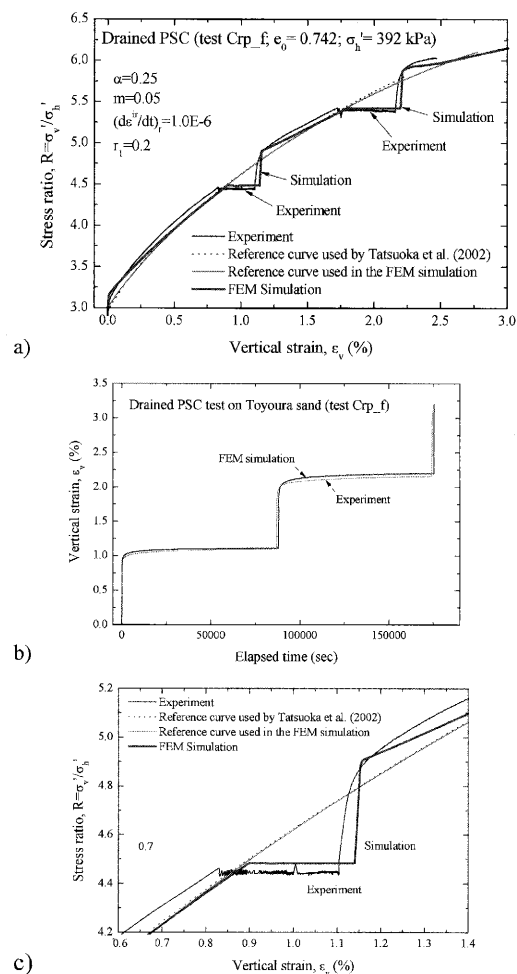 Drained PSC (test Crp_f; e₀= 0.742; σₕ'= 392 kPa)
α=0.25
m=0.05
(dεⁱʳ/dt)ᵣ=1.0E-6
r₁=0.2
Simulation
Experiment
Simulation
Experiment
Experiment
Reference curve used by Tatsuoka et al. (2002)
Reference curve used in the FEM simulation
FEM Simulation
Stress ratio, R=σᵥ'/σₕ'
6.5
6.0
5.5
5.0
4.5
4.0
3.5
3.0
0.0 0.5 1.0 1.5 2.0 2.5 3.0
Vertical strain, εᵥ (%)
a)
Drained PSC test on Toyoura sand (test Crp_f)
FEM simulation
Experiment
Vertical strain, εᵥ (%)
3.5
3.0
2.5
2.0
1.5
1.0
0.5
0.0
0 50000 100000 150000
Elapsed time (sec)
b)
Experiment
Reference curve used by Tatsuoka et al. (2002)
Reference curve used in the FEM simulation
FEM Simulation
0.7
Simulation
Experiment
Stress ratio, R=σᵥ'/σₕ'
5.2
5.0
4.8
4.6
4.4
4.2
0.6 0.7 0.8 0.9 1.0 1.1 1.2 1.3 1.4
Vertical strain, εᵥ (%)
c)